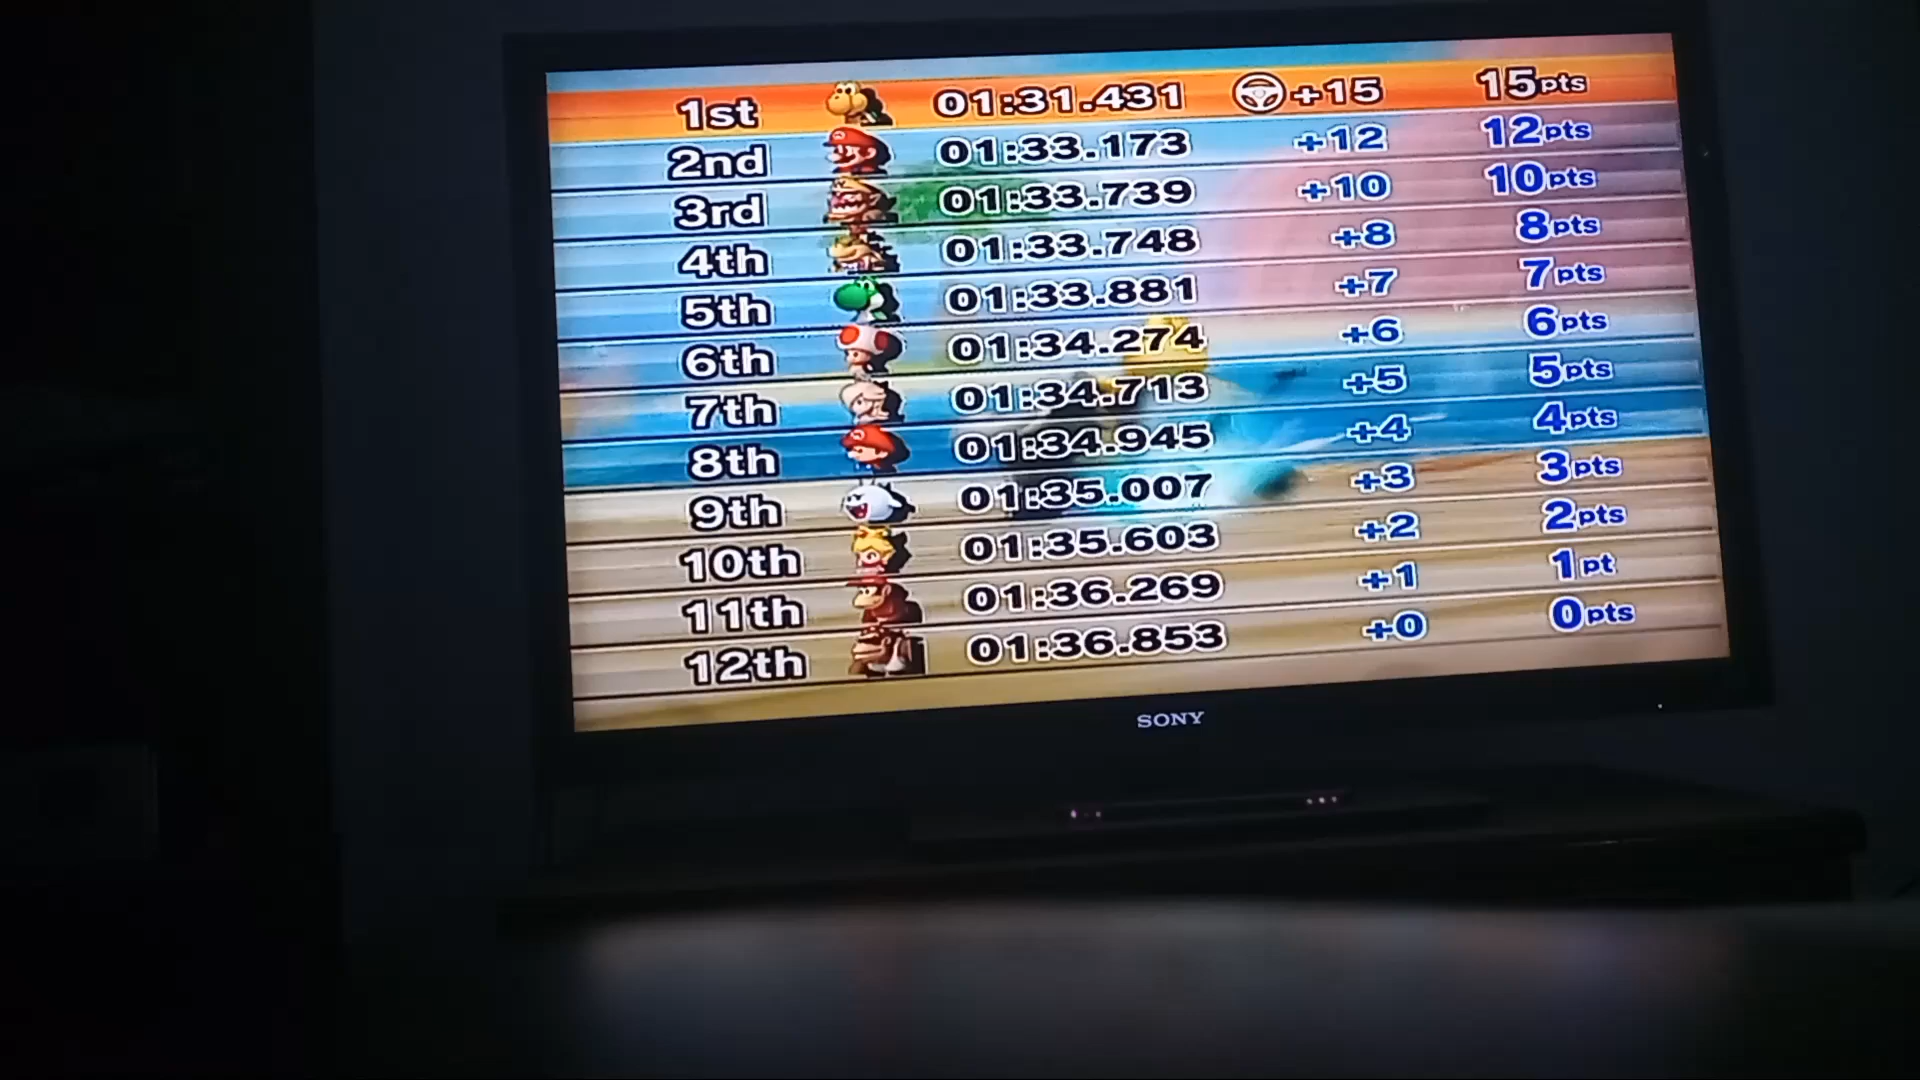 1st 01:31.431 +15 15pts
2nd 01:33.173 +12 12pts
3rd 01:33.739 +10 10pts
4th 01:33.748 +8 8pts
5th 01:33.881 +7 7pts
6th 01:34.274 +6 6pts
7th 01:34.713 +5 5pts
8th 01:34.945 +4 4pts
9th 01:35.007 +3 3pts
10th 01:35.603 +2 2pts
11th 01:36.269 +1 1pt
12th 01:36.853 +0 0pts
SONY